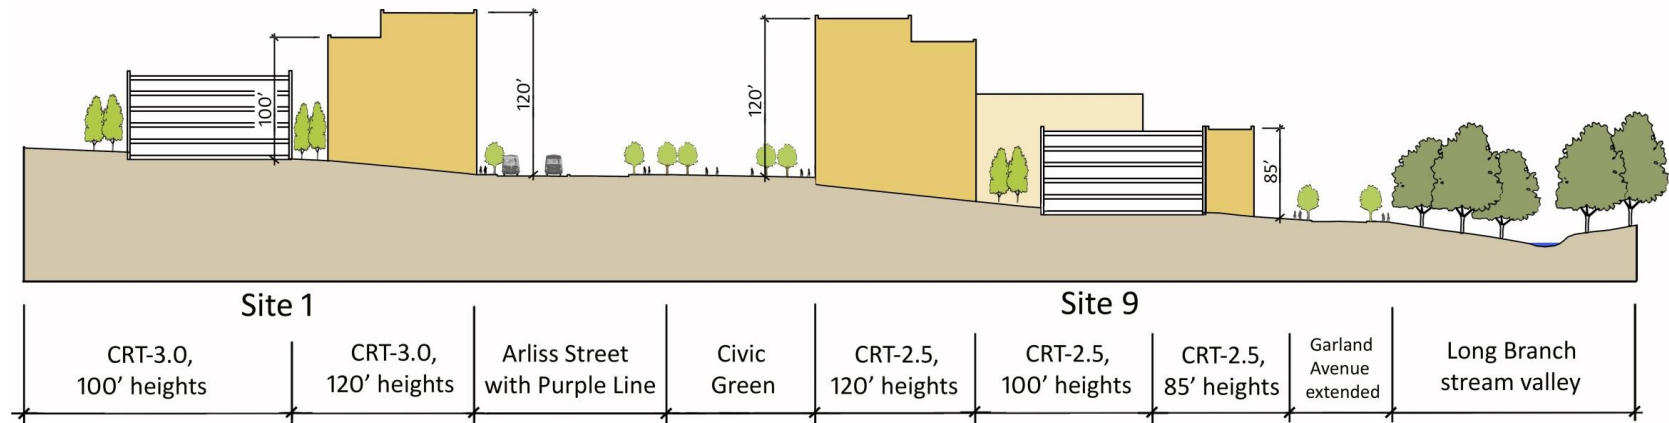 100’
120’
120’
85’
Site 1
Site 9
CRT-3.0,
100’ heights
CRT-3.0,
120’ heights
Arliss Street
with Purple Line
Civic
Green
CRT-2.5,
120’ heights
CRT-2.5,
100’ heights
CRT-2.5,
85’ heights
Garland
Avenue
extended
Long Branch
stream valley